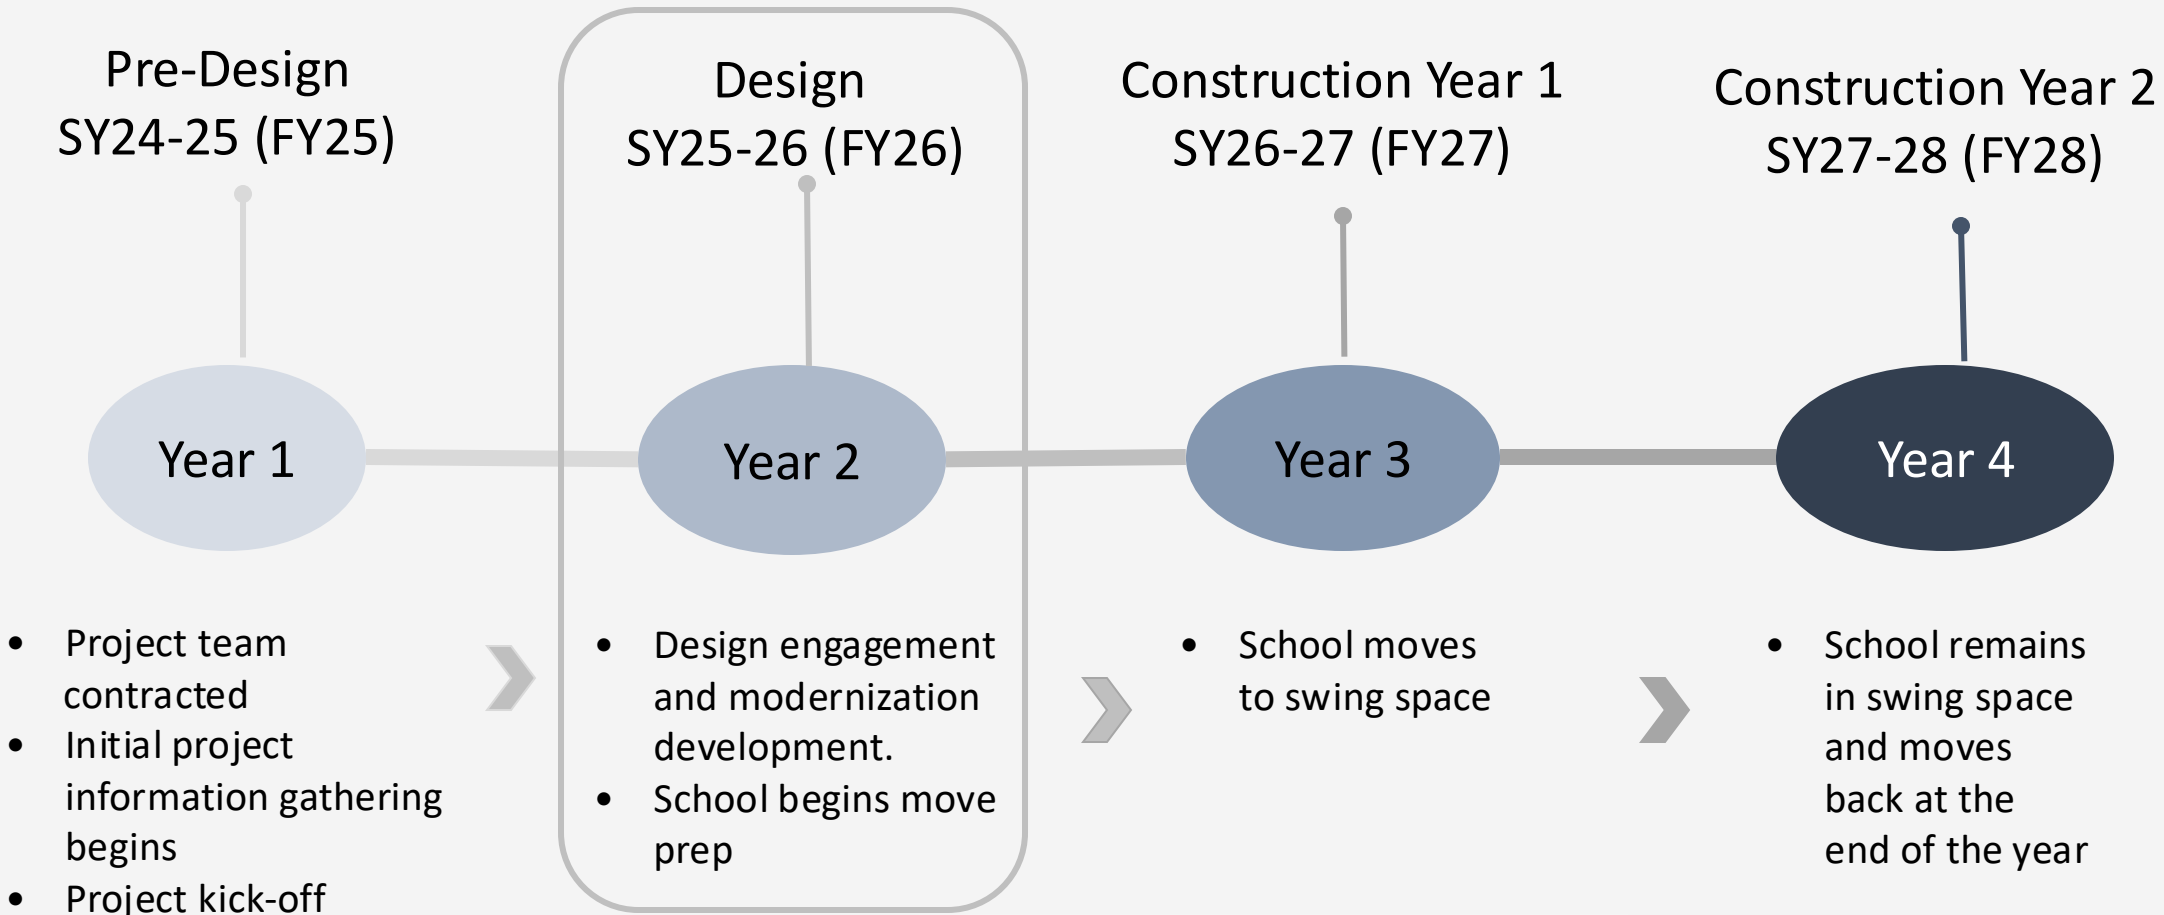 Pre-Design
SY24-25 (FY25)
Design
SY25-26 (FY26)
Construction Year 1
SY26-27 (FY27)
Construction Year 2
SY27-28 (FY28)
Year 1
Year 2
Year 3
Year 4
• Project team
contracted
• Initial project
information gathering
begins
• Project kick-off
• Design engagement
and modernization
development.
• School begins move
prep
• School moves
to swing space
• School remains
in swing space
and moves
back at the
end of the year